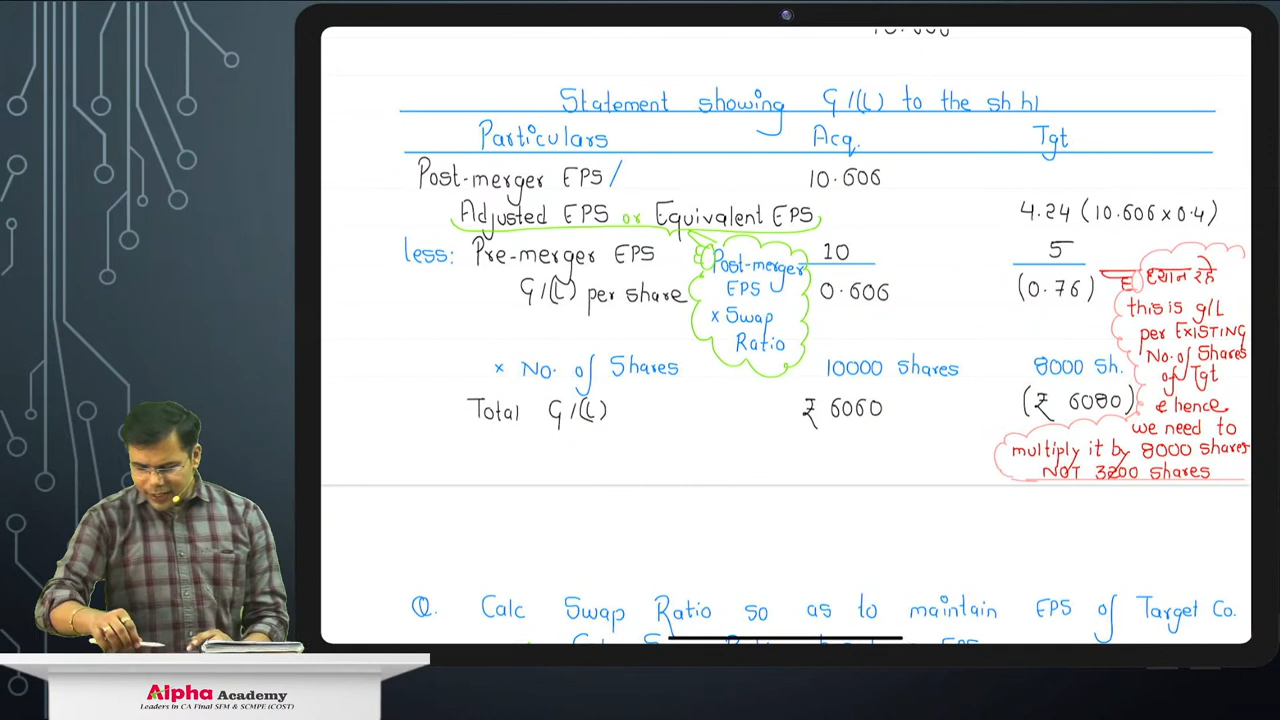 Statement showing G/(L) to the sh hl
Particulars Acq. Tgt
Post-merger EPS/ 10.606
Adjusted EPS or Equivalent EPS 4.24 (10.606 x 0.4)
less: Pre-merger EPS 10 5
Post-merger
EPS
x Swap
Ratio
G/(L) per share 0.606 (0.76)
ध्यान रहे
this is g/L
per EXISTING
No. of Shares
of Tgt
& hence
we need to
multiply it by 8000 shares
NOT 3200 shares
x No. of Shares 10000 shares 8000 Sh.
Total G/(L) ₹ 6060 (₹ 6080)
Q. Calc Swap Ratio so as to maintain EPS of Target Co.
Alpha Academy
Leaders in CA Final SFM & SCMPE (COST)